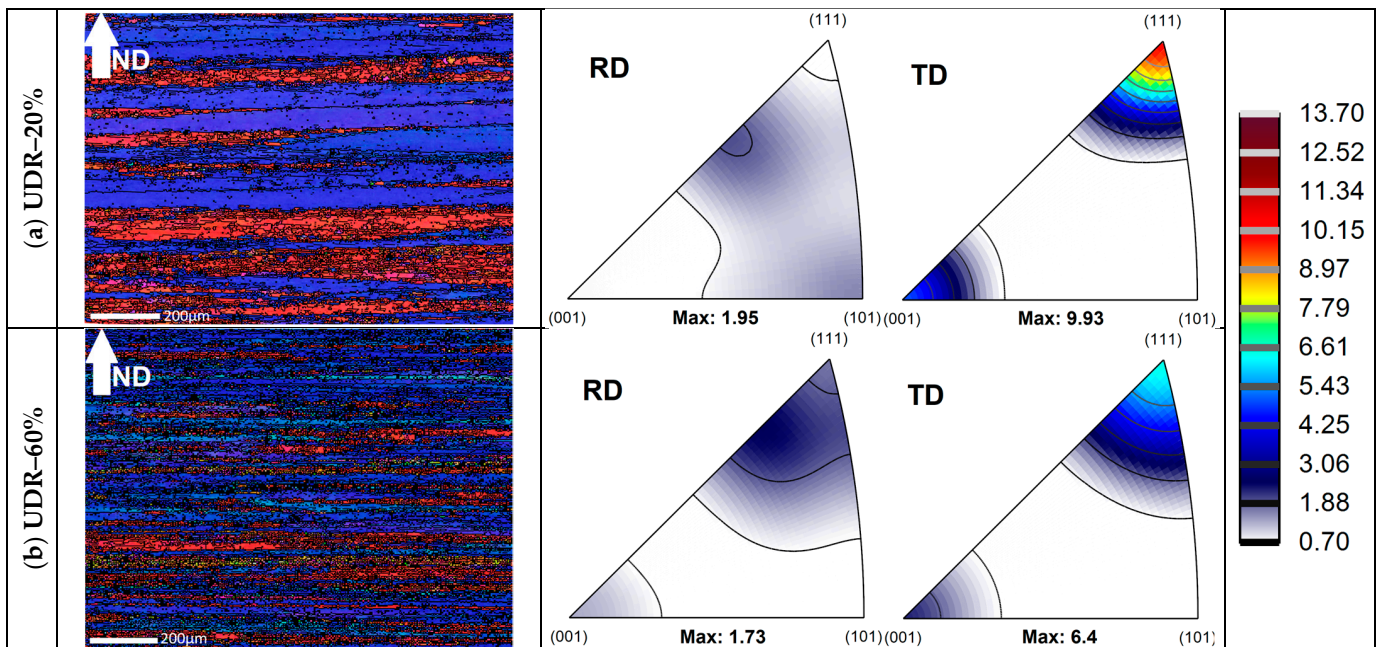 (a) UDR–20%
ND
200µm
RD
(111)
(001)
Max: 1.95
(101)
TD
(111)
(001)
Max: 9.93
(101)
(b) UDR–60%
ND
200µm
RD
(111)
(001)
Max: 1.73
(101)
TD
(111)
(001)
Max: 6.4
(101)
13.70
12.52
11.34
10.15
8.97
7.79
6.61
5.43
4.25
3.06
1.88
0.70